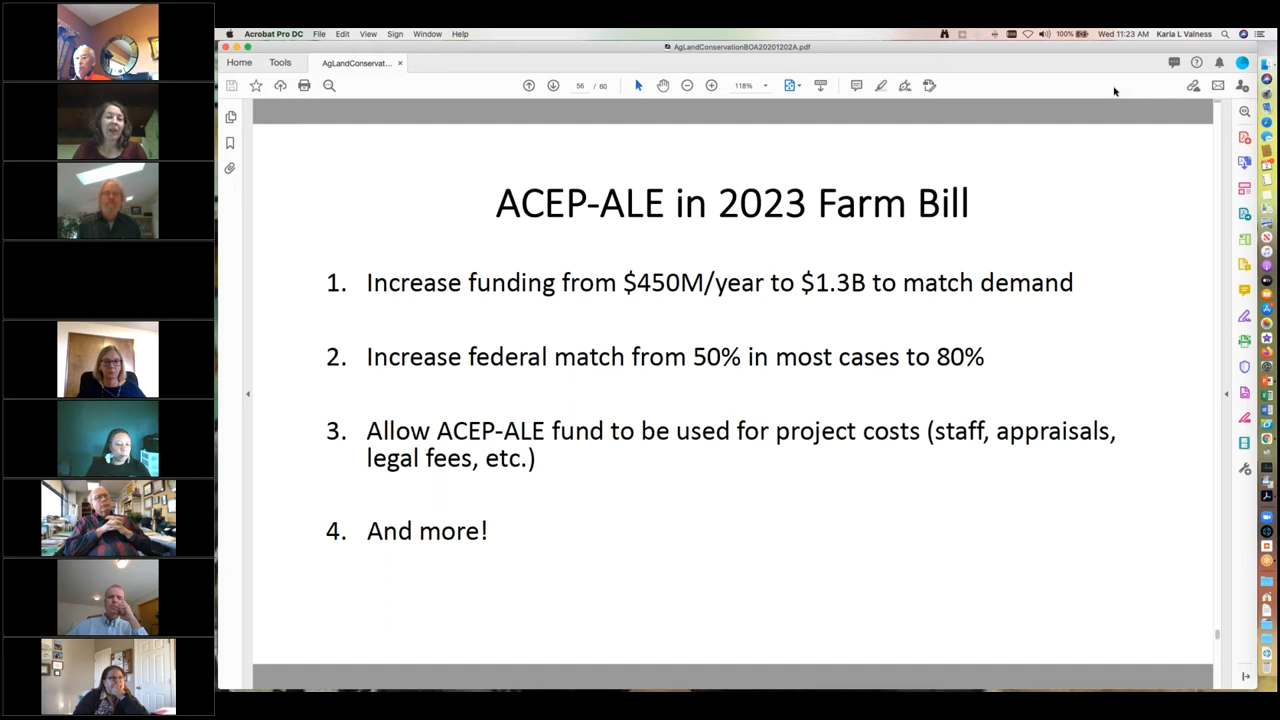 Acrobat Pro DC File Edit View Sign Window Help 100% Wed 11:23 AM Karla L Valness
AgLandConservationBOA20201202A.pdf
Home Tools AgLandConservat... ×
56 / 60 118%
ACEP-ALE in 2023 Farm Bill
1. Increase funding from $450M/year to $1.3B to match demand
2. Increase federal match from 50% in most cases to 80%
3. Allow ACEP-ALE fund to be used for project costs (staff, appraisals,
legal fees, etc.)
4. And more!